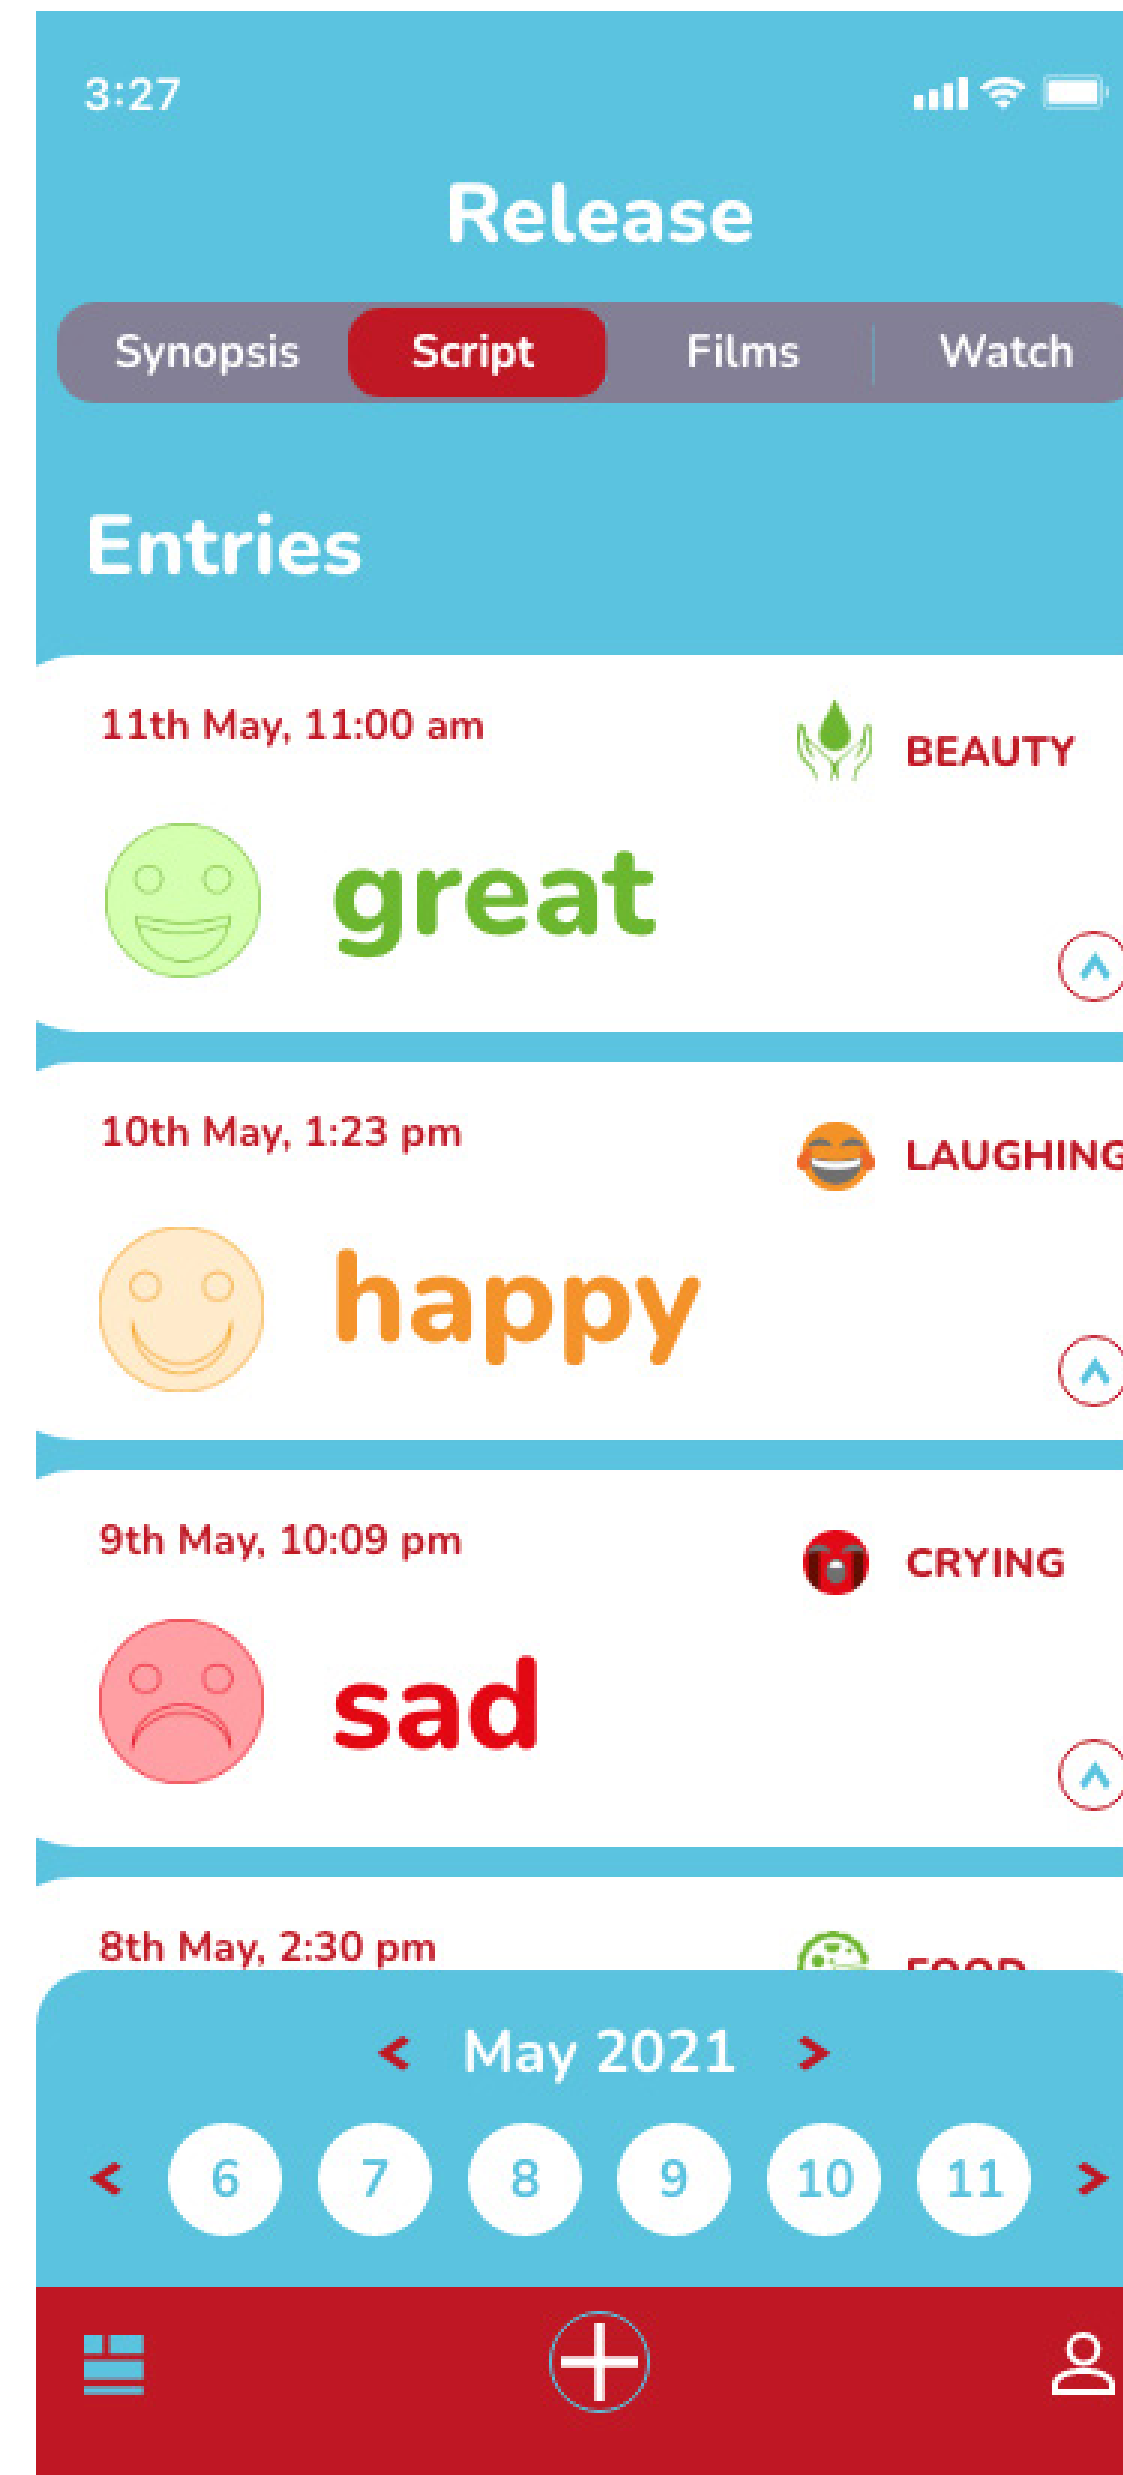 3:27
Release
Synopsis Script Films Watch
Entries
11th May, 11:00 am
BEAUTY
great
10th May, 1:23 pm
LAUGHING
happy
9th May, 10:09 pm
CRYING
sad
8th May, 2:30 pm
FOOD
< May 2021 >
< 6 7 8 9 10 11 >